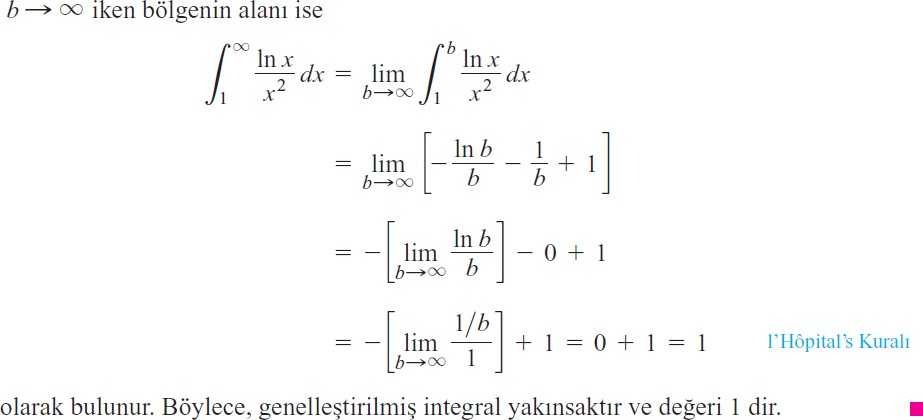 b → ∞ iken bölgenin alanı ise
∫₁^∞ (ln x)/x² dx = lim_{b→∞} ∫₁^b (ln x)/x² dx
= lim_{b→∞} [−(ln b)/b − 1/b + 1]
= −[lim_{b→∞} (ln b)/b] − 0 + 1
= −[lim_{b→∞} (1/b)/1] + 1 = 0 + 1 = 1 l'Hôpital's Kuralı
olarak bulunur. Böylece, genelleştirilmiş integral yakınsaktır ve değeri 1 dir.